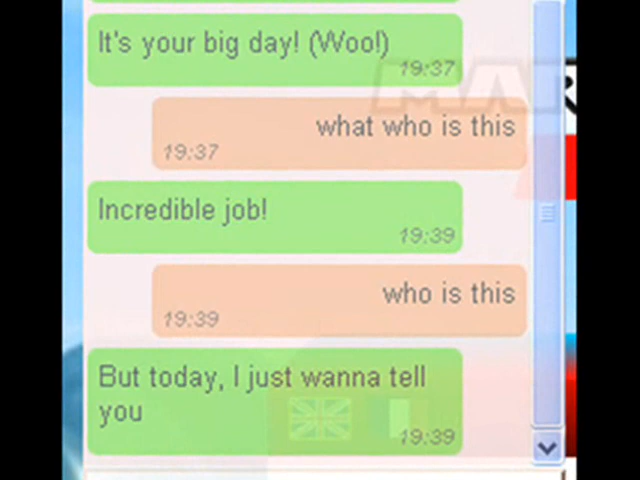 It's your big day! (Woo!)
19:37
MAR
what who is this
19:37
Incredible job!
19:39
who is this
19:39
But today, I just wanna tell
you
19:39